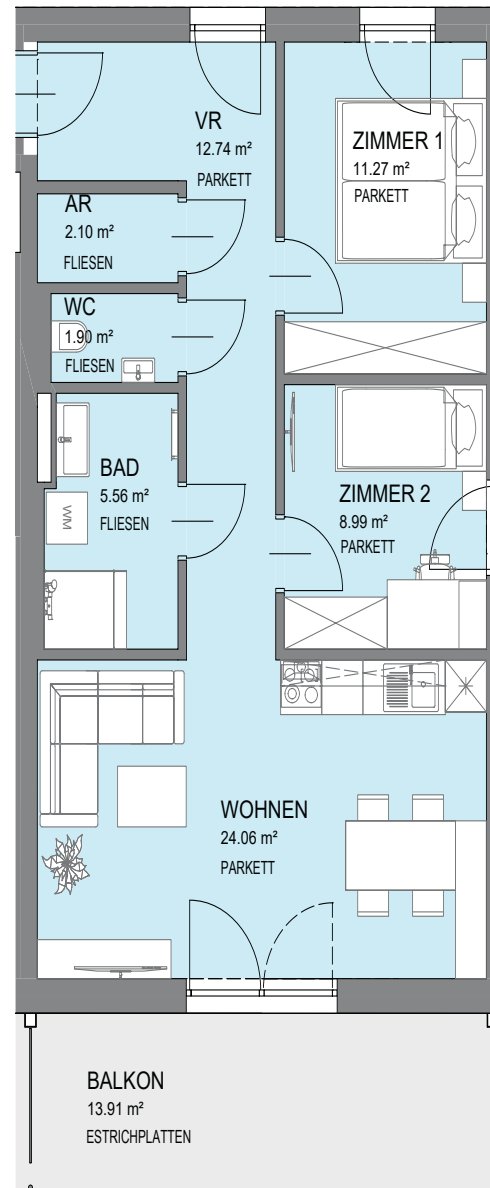 VR
12.74 m²
PARKETT
ZIMMER 1
11.27 m²
PARKETT
AR
2.10 m²
FLIESEN
WC
1.90 m²
FLIESEN
BAD
5.56 m²
FLIESEN
WM
ZIMMER 2
8.99 m²
PARKETT
WOHNEN
24.06 m²
PARKETT
BALKON
13.91 m²
ESTRICHPLATTEN